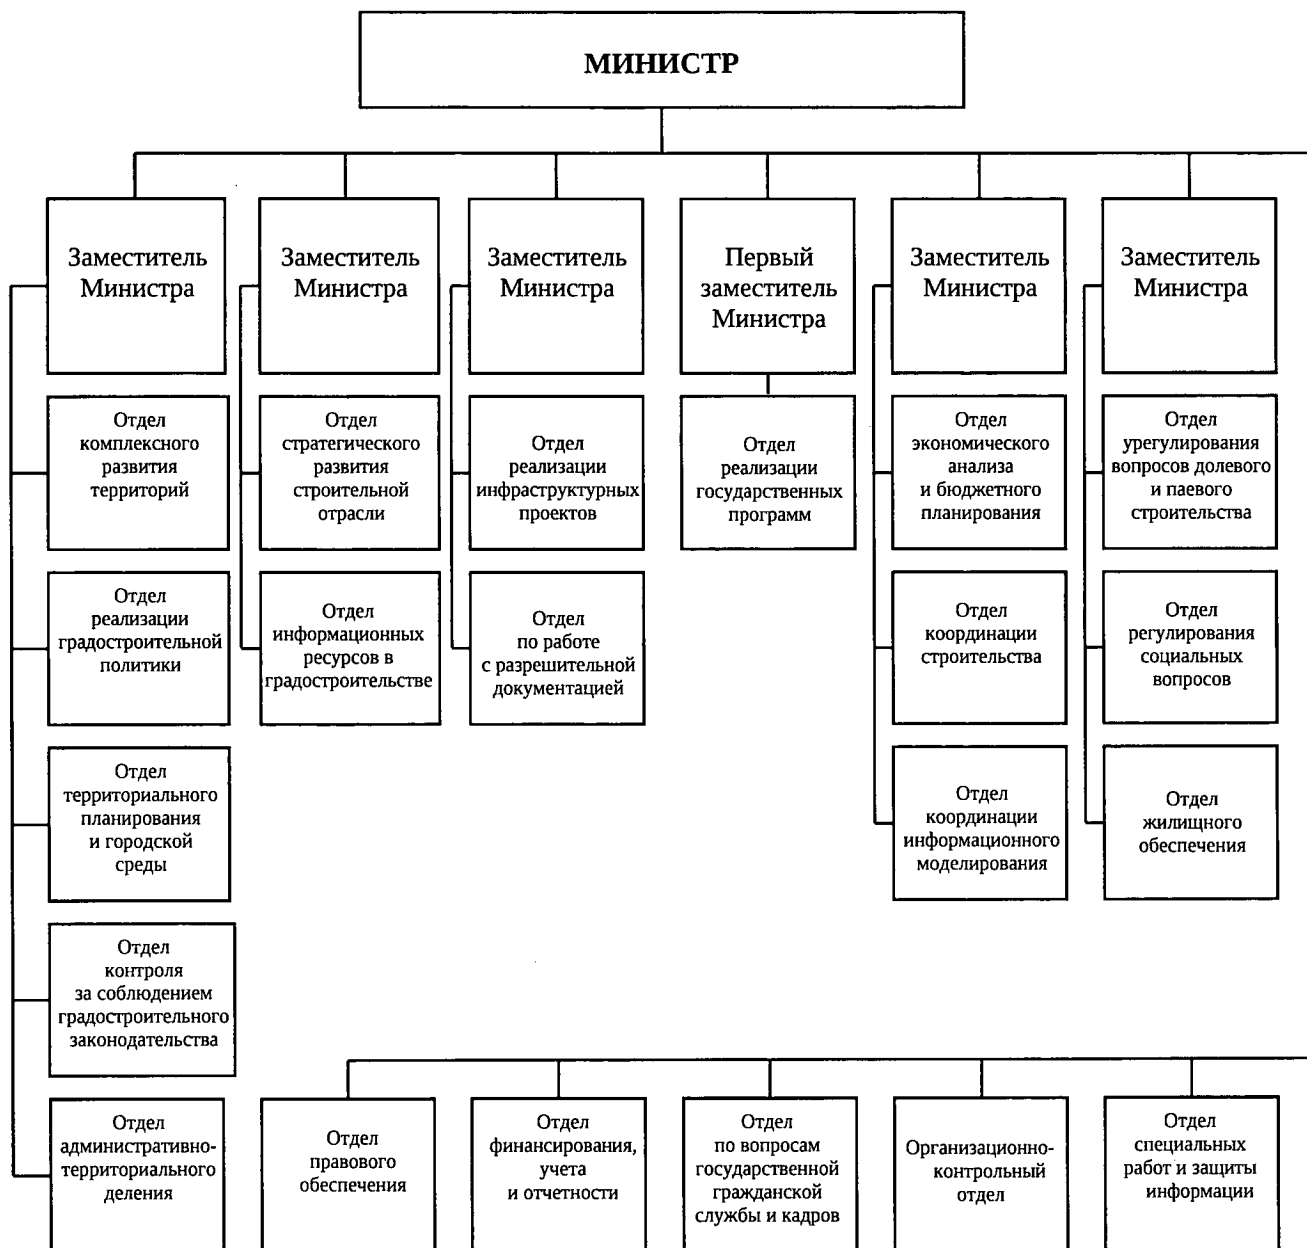 МИНИСТР
Заместитель
Министра
Заместитель
Министра
Заместитель
Министра
Первый
заместитель
Министра
Заместитель
Министра
Заместитель
Министра
Отдел
комплексного
развития
территорий
Отдел
стратегического
развития
строительной
отрасли
Отдел
реализации
инфраструктурных
проектов
Отдел
реализации
государственных
программ
Отдел
экономического
анализа
и бюджетного
планирования
Отдел
урегулирования
вопросов долевого
и паевого
строительства
Отдел
реализации
градостроительной
политики
Отдел
информационных
ресурсов в
градостроительстве
Отдел
по работе
с разрешительной
документацией
Отдел
координации
строительства
Отдел
регулирования
социальных
вопросов
Отдел
территориального
планирования
и городской
среды
Отдел
координации
информационного
моделирования
Отдел
жилищного
обеспечения
Отдел
контроля
за соблюдением
градостроительного
законодательства
Отдел
административно-
территориального
деления
Отдел
правового
обеспечения
Отдел
финансирования,
учета
и отчетности
Отдел
по вопросам
государственной
гражданской
службы и кадров
Организационно-
контрольный
отдел
Отдел
специальных
работ и защиты
информации